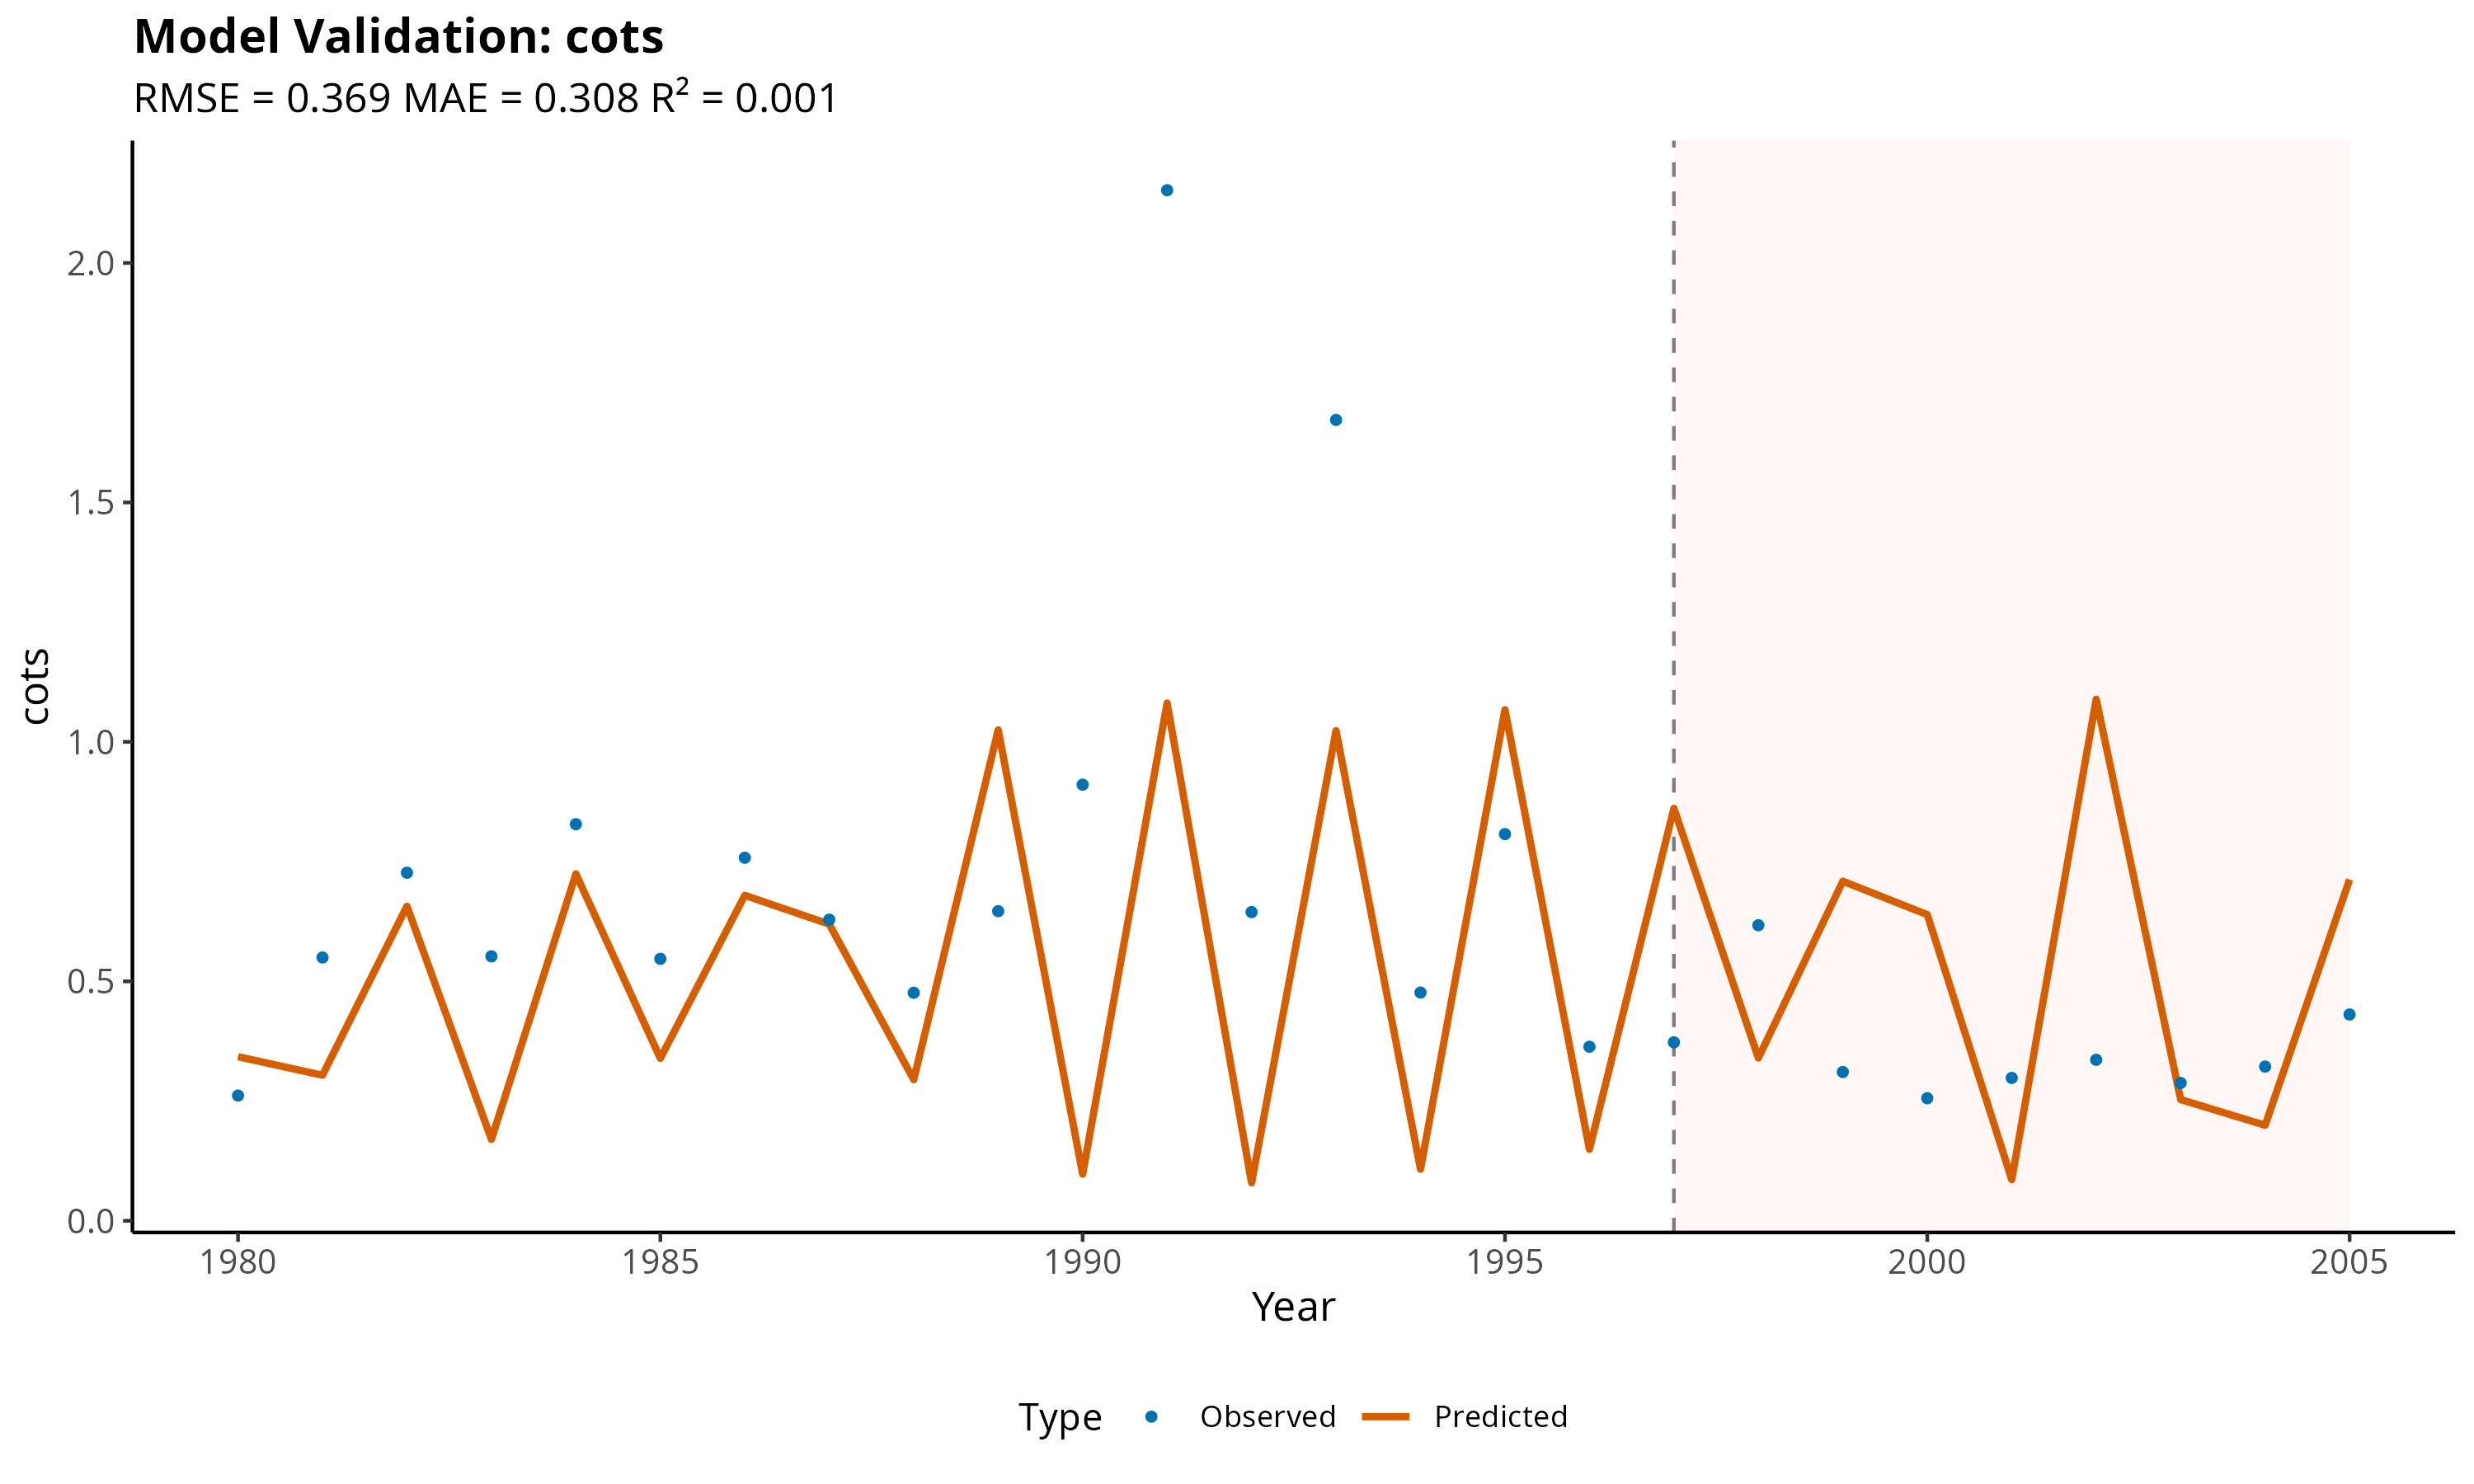 Model Validation: cots
RMSE = 0.369 MAE = 0.308 R² = 0.001
cots
2.0
1.5
1.0
0.5
0.0
1980 1985 1990 1995 2000 2005
Year
Type Observed Predicted